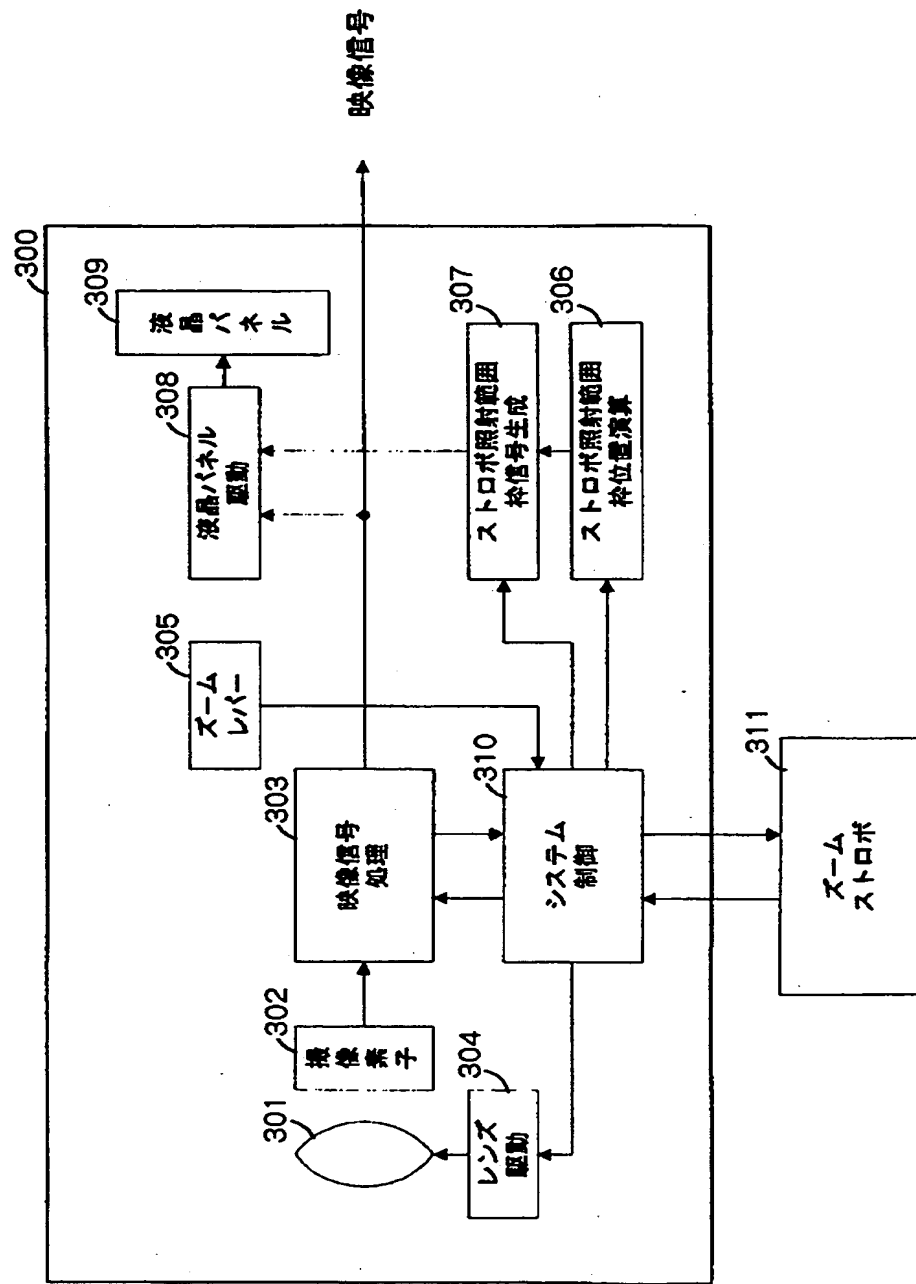 300
301
302
撮像素子
303
映像信号
処理
304
レンズ
駆動
305
ズーム
レバー
308
液晶パネル
駆動
309
液晶パネル
映像信号
310
システム
制御
307
ストロボ照射範囲
枠信号生成
306
ストロボ照射範囲
枠位置演算
311
ズーム
ストロボ